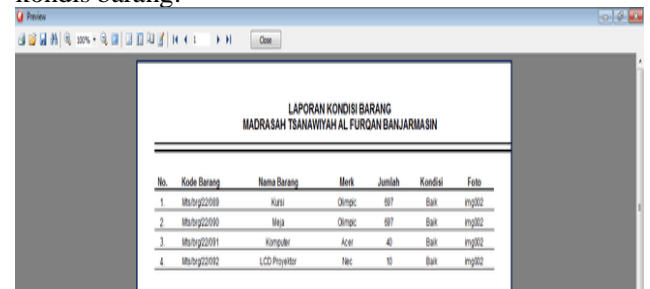 kondis barang.
Preview
100%
1
Close
LAPORAN KONDISI BARANG
MADRASAH TSANAWIYAH AL FURQAN BANJARMASIN
No. Kode Barang Nama Barang Merk Jumlah Kondisi Foto
1. Mts/brg22/089 Kursi Olimpic 697 Baik img002
2. Mts/brg22/090 Meja Olimpic 697 Baik img002
3. Mts/brg22/091 Komputer Acer 40 Baik img002
4. Mts/brg22/092 LCD Proyektor Nec 10 Baik img002